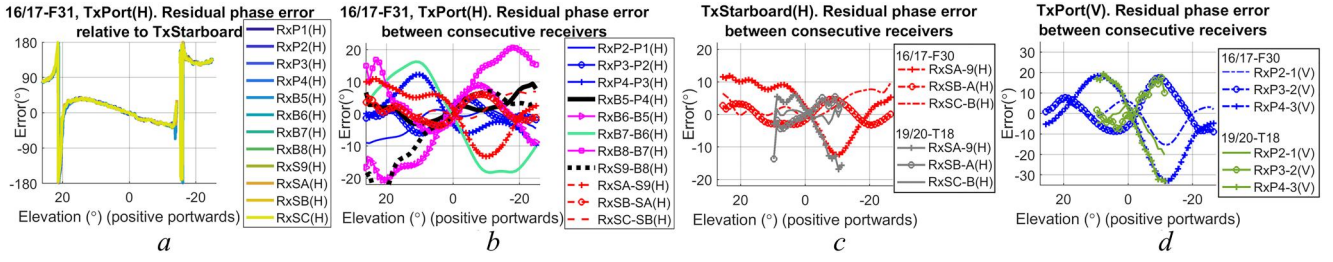 16/17-F31, TxPort(H). Residual phase error
relative to TxStarboard
180
90
0
-90
-180
Error(°)
20
0
-20
Elevation (°) (positive portwards)
RxP1(H)
RxP2(H)
RxP3(H)
RxP4(H)
RxB5(H)
RxB6(H)
RxB7(H)
RxB8(H)
RxS9(H)
RxSA(H)
RxSB(H)
RxSC(H)
a
16/17-F31, TxPort(H). Residual phase error
between consecutive receivers
20
10
0
-10
-20
Error(°)
20
0
-20
Elevation (°) (positive portwards)
RxP2-P1(H)
RxP3-P2(H)
RxP4-P3(H)
RxB5-P4(H)
RxB6-B5(H)
RxB7-B6(H)
RxB8-B7(H)
RxS9-B8(H)
RxSA-S9(H)
RxSB-SA(H)
RxSC-SB(H)
b
TxStarboard(H). Residual phase error
between consecutive receivers
20
10
0
-10
-20
Error(°)
20
0
-20
Elevation (°) (positive portwards)
16/17-F30
RxSA-9(H)
RxSB-A(H)
RxSC-B(H)
19/20-T18
RxSA-9(H)
RxSB-A(H)
RxSC-B(H)
c
TxPort(V). Residual phase error
between consecutive receivers
30
20
10
0
-10
-20
-30
Error(°)
20
0
-20
Elevation (°) (positive portwards)
16/17-F30
RxP2-1(V)
RxP3-2(V)
RxP4-3(V)
19/20-T18
RxP2-1(V)
RxP3-2(V)
RxP4-3(V)
d